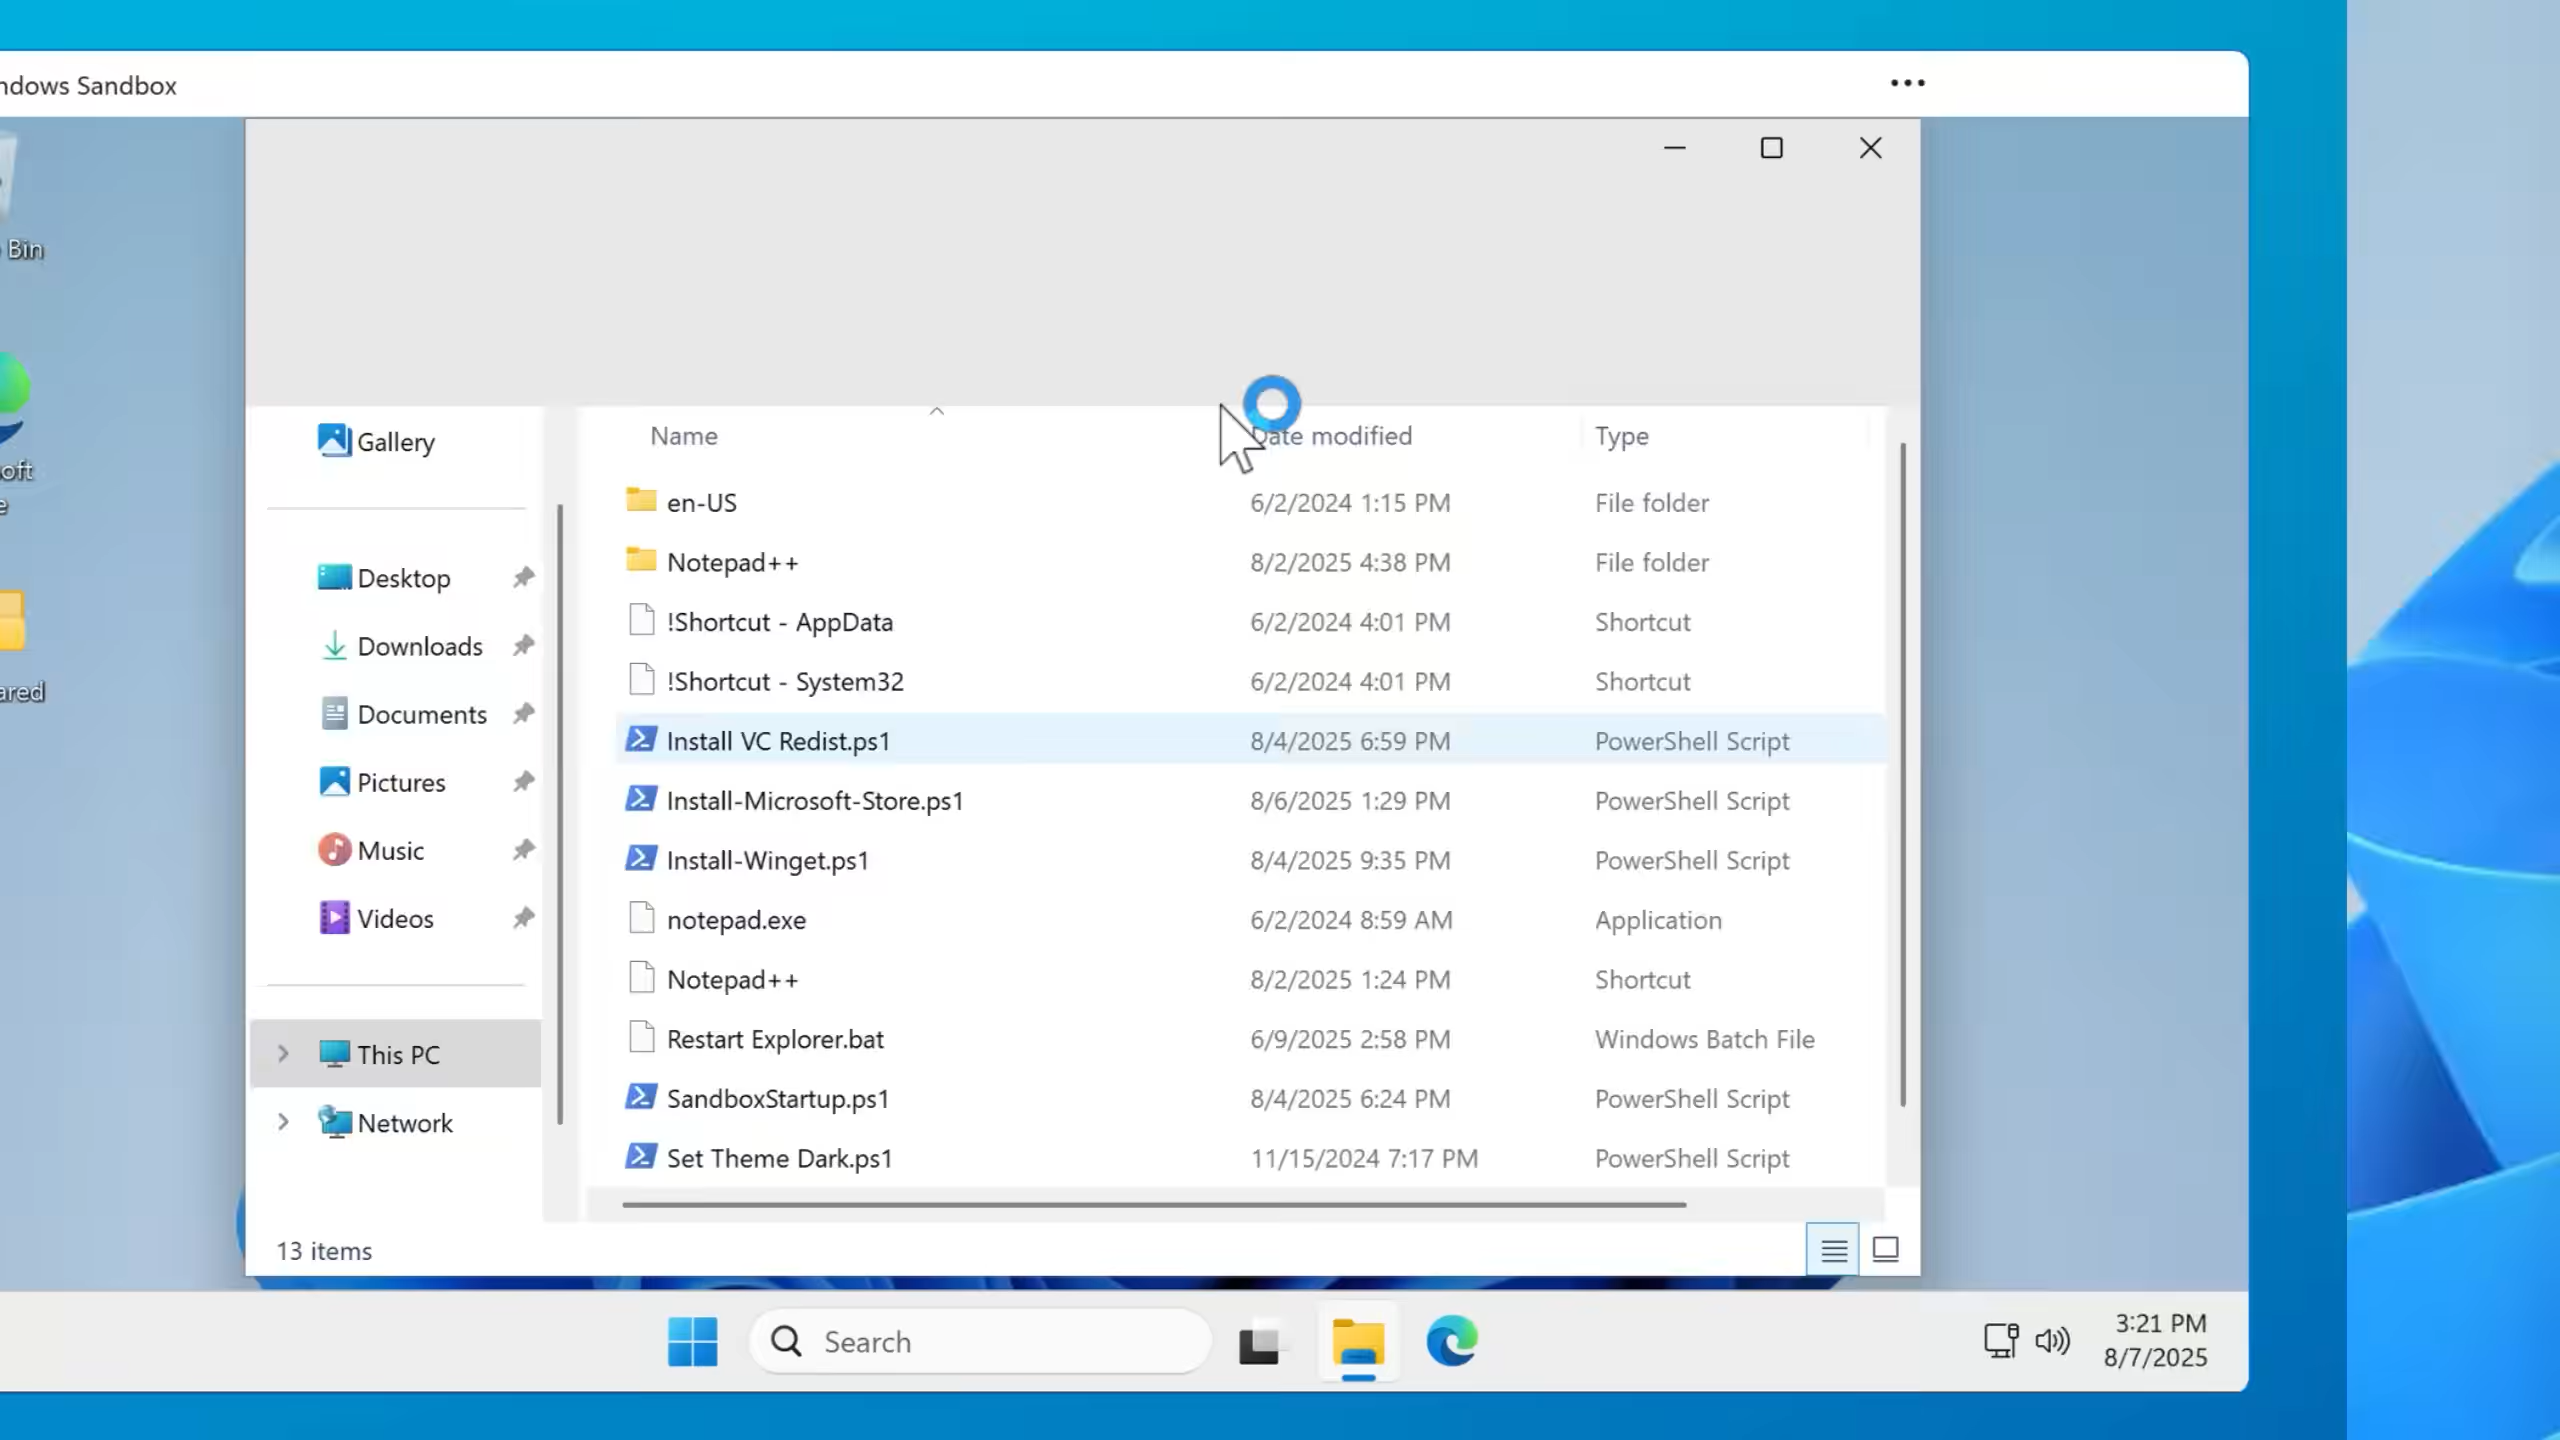 ndows Sandbox
Bin
oft
e
ared
Gallery
Desktop
Downloads
Documents
Pictures
Music
Videos
This PC
Network
Name Date modified Type
en-US 6/2/2024 1:15 PM File folder
Notepad++ 8/2/2025 4:38 PM File folder
!Shortcut - AppData 6/2/2024 4:01 PM Shortcut
!Shortcut - System32 6/2/2024 4:01 PM Shortcut
Install VC Redist.ps1 8/4/2025 6:59 PM PowerShell Script
Install-Microsoft-Store.ps1 8/6/2025 1:29 PM PowerShell Script
Install-Winget.ps1 8/4/2025 9:35 PM PowerShell Script
notepad.exe 6/2/2024 8:59 AM Application
Notepad++ 8/2/2025 1:24 PM Shortcut
Restart Explorer.bat 6/9/2025 2:58 PM Windows Batch File
SandboxStartup.ps1 8/4/2025 6:24 PM PowerShell Script
Set Theme Dark.ps1 11/15/2024 7:17 PM PowerShell Script
13 items
Search
3:21 PM
8/7/2025